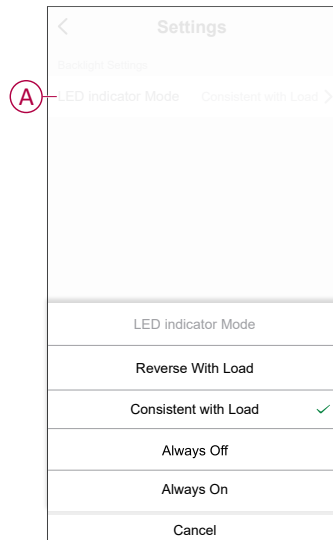 Settings
Backlight Settings
A LED indicator Mode Consistent with Load
LED indicator Mode
Reverse With Load
Consistent with Load
Always Off
Always On
Cancel